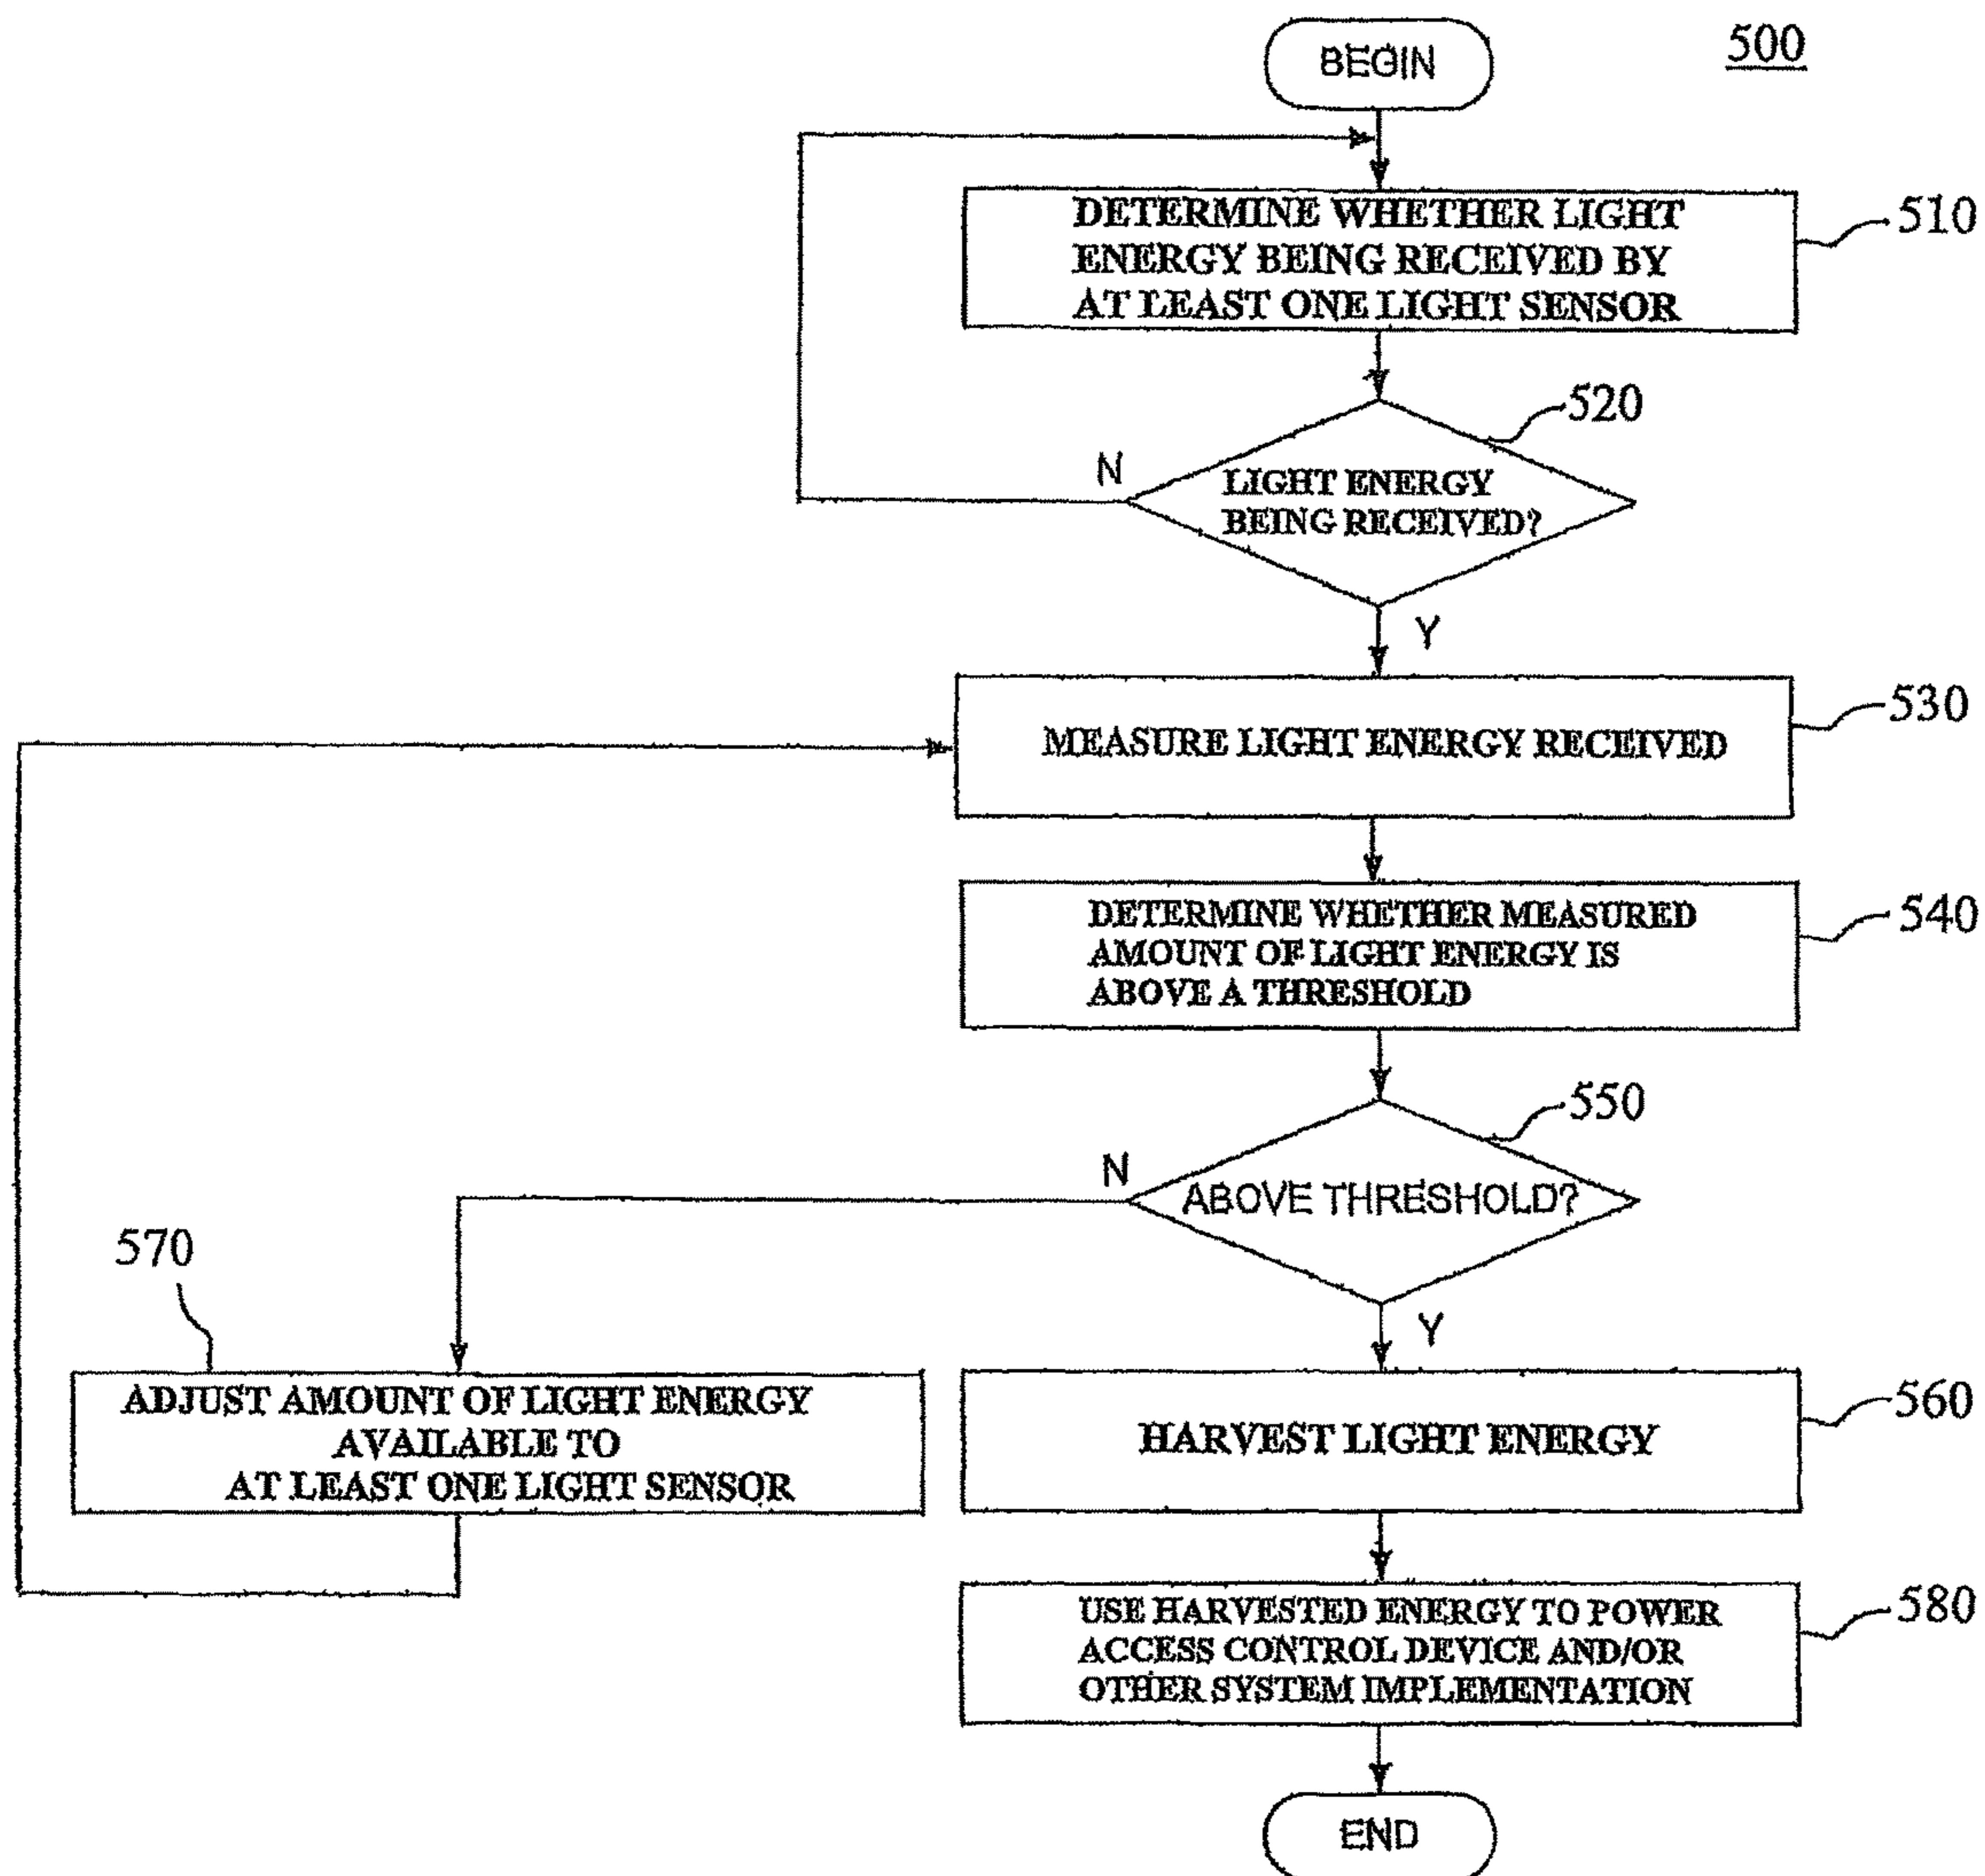 BEGIN
500
DETERMINE WHETHER LIGHT
ENERGY BEING RECEIVED BY
AT LEAST ONE LIGHT SENSOR
510
520
N
LIGHT ENERGY
BEING RECEIVED?
Y
530
MEASURE LIGHT ENERGY RECEIVED
540
DETERMINE WHETHER MEASURED
AMOUNT OF LIGHT ENERGY IS
ABOVE A THRESHOLD
550
N
ABOVE THRESHOLD?
570
Y
ADJUST AMOUNT OF LIGHT ENERGY
AVAILABLE TO
AT LEAST ONE LIGHT SENSOR
560
HARVEST LIGHT ENERGY
580
USE HARVESTED ENERGY TO POWER
ACCESS CONTROL DEVICE AND/OR
OTHER SYSTEM IMPLEMENTATION
END